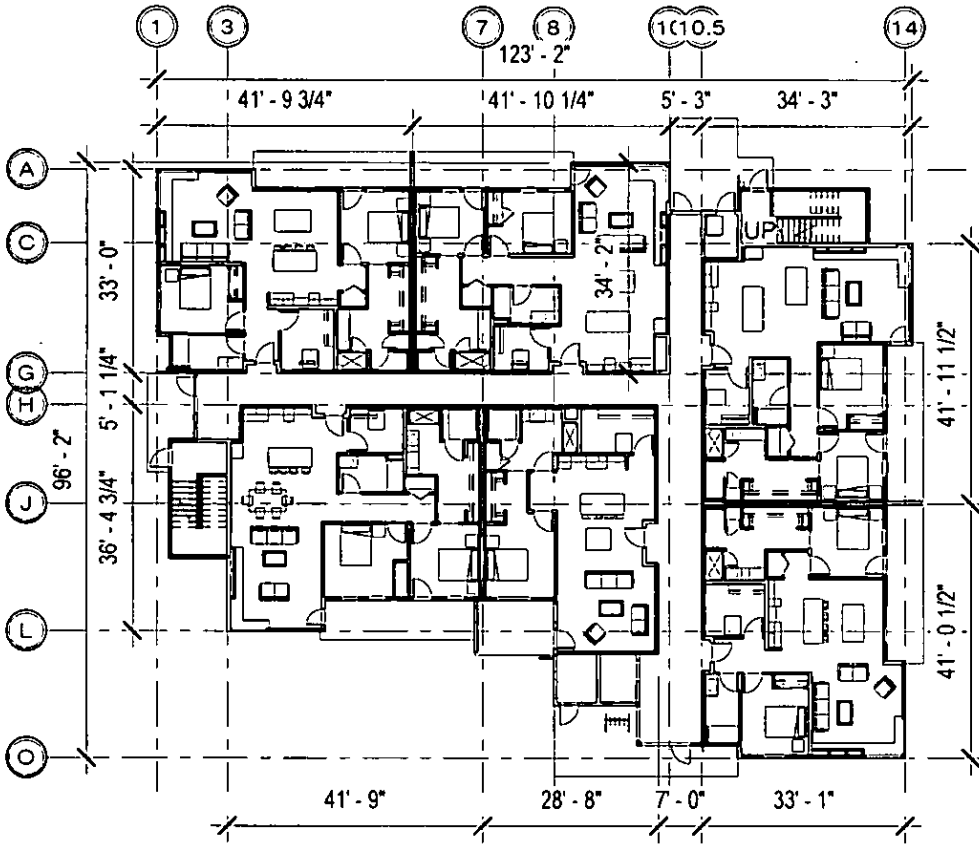 1 3 7 8 10 10.5 14
123' - 2"
41' - 9 3/4" 41' - 10 1/4" 5' - 3" 34' - 3"
A
C
UP
33' - 0"
34' - 2"
G
H
5' - 1 1/4"
41' - 11 1/2"
96' - 2"
J
36' - 4 3/4"
L
41' - 0 1/2"
O
41' - 9" 28' - 8" 7' - 0" 33' - 1"